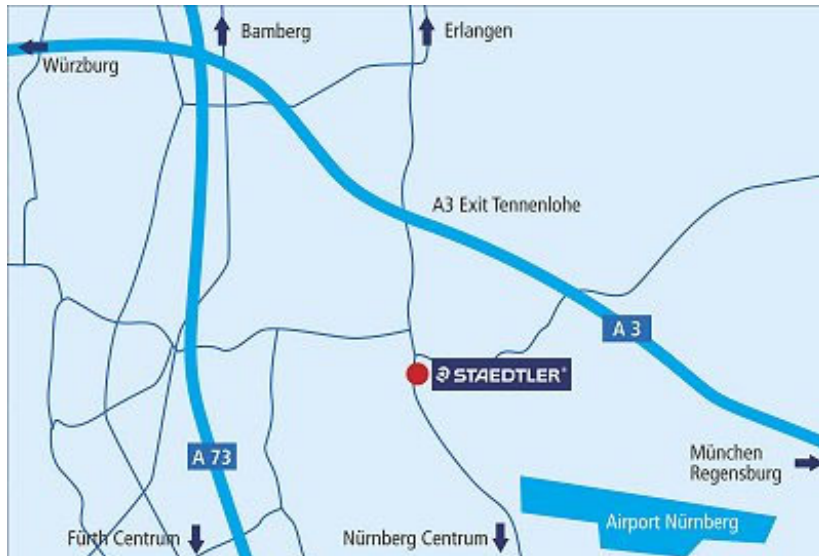 Bamberg
Erlangen
Würzburg
A3 Exit Tennenlohe
A 3
STAEDTLER®
A 73
München
Regensburg
Airport Nürnberg
Fürth Centrum
Nürnberg Centrum